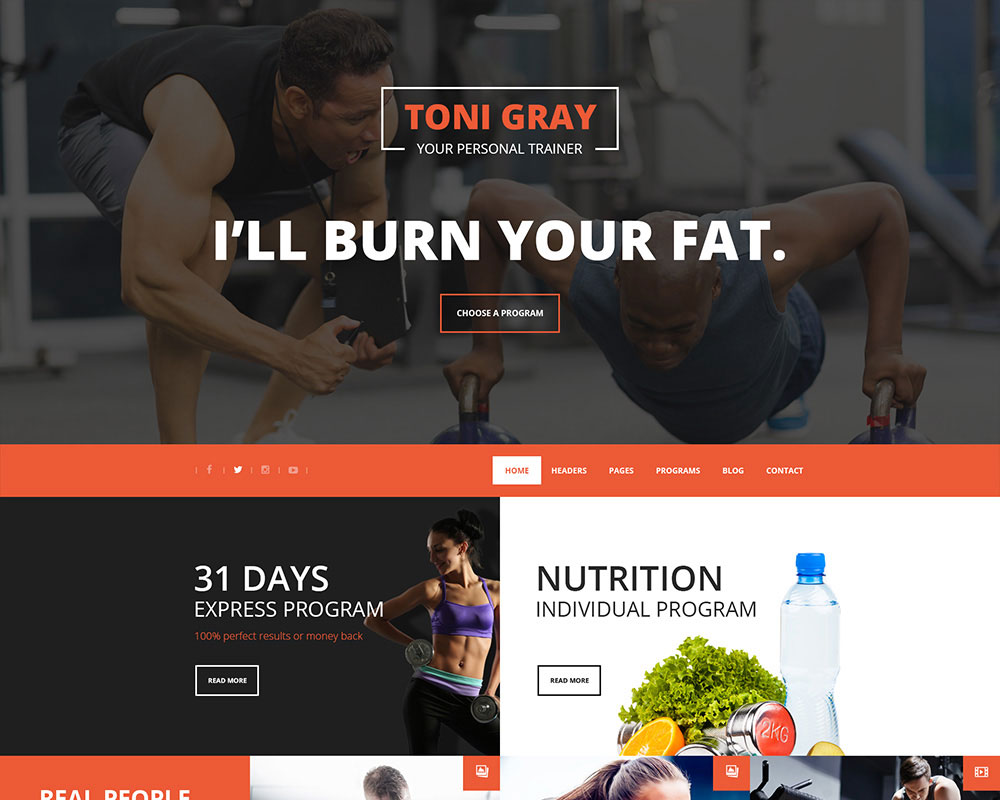 TONI GRAY
YOUR PERSONAL TRAINER
I'LL BURN YOUR FAT.
CHOOSE A PROGRAM
HOME HEADERS PAGES PROGRAMS BLOG CONTACT
31 DAYS
EXPRESS PROGRAM
100% perfect results or money back
READ MORE
NUTRITION
INDIVIDUAL PROGRAM
READ MORE
2KG
REAL PEOPLE